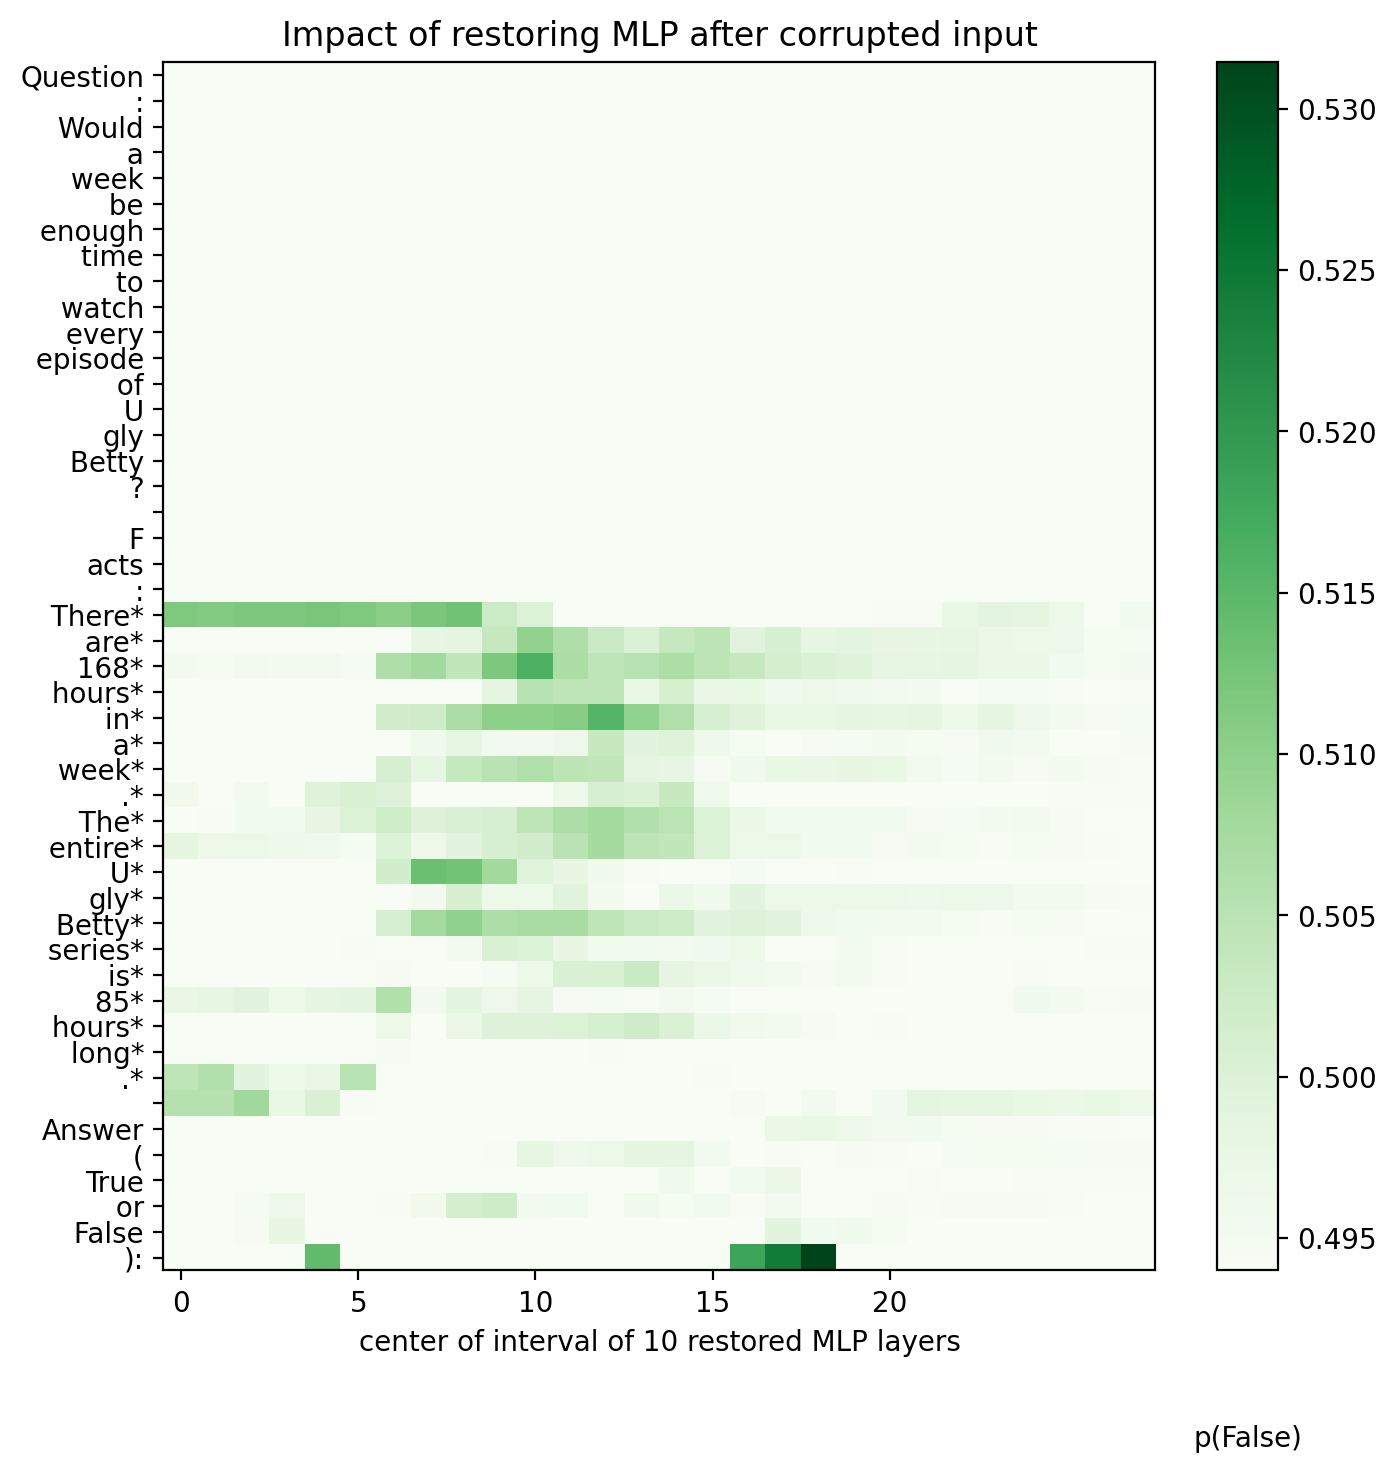 Impact of restoring MLP after corrupted input
Question
:
Would
a
week
be
enough
time
to
watch
every
episode
of
U
gly
Betty
?
F
acts
:
There*
are*
168*
hours*
in*
a*
week*
.*
The*
entire*
U*
gly*
Betty*
series*
is*
85*
hours*
long*
.*
Answer
(
True
or
False
):
0 5 10 15 20
center of interval of 10 restored MLP layers
0.530
0.525
0.520
0.515
0.510
0.505
0.500
0.495
p(False)